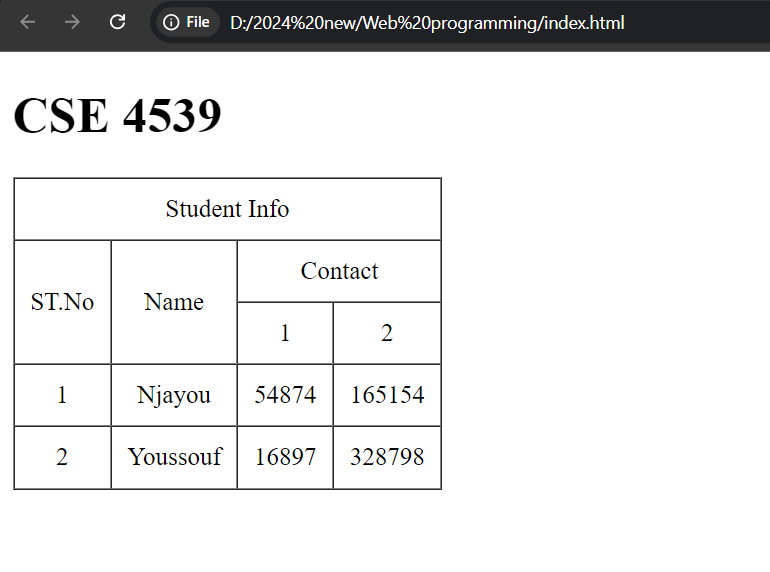 File D:/2024%20new/Web%20programming/index.html
CSE 4539
Student Info
ST.No Name Contact
1 2
1 Njayou 54874 165154
2 Youssouf 16897 328798